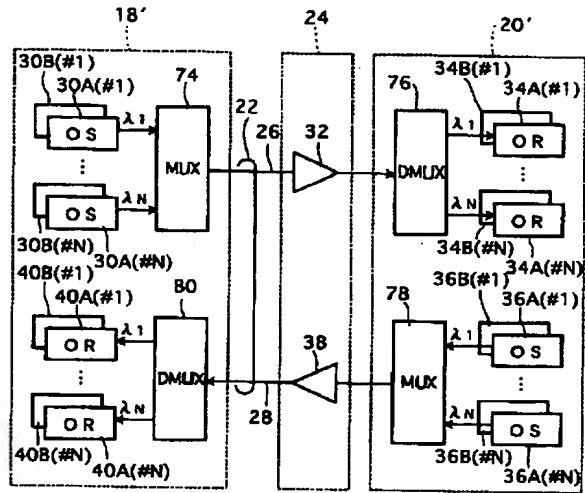 18'
24
20'
30B(#1)
30A(#1)
74
22
26
32
76
34B(#1)
34A(#1)
OS
λ1
MUX
DMUX
λ1
OR
OS
λN
λN
OR
30B(#N)
30A(#N)
34B(#N)
34A(#N)
40B(#1)
40A(#1)
80
38
78
36B(#1)
36A(#1)
OR
λ1
DMUX
MUX
λ1
OS
OR
λN
28
λN
OS
40B(#N)
40A(#N)
36B(#N)
36A(#N)